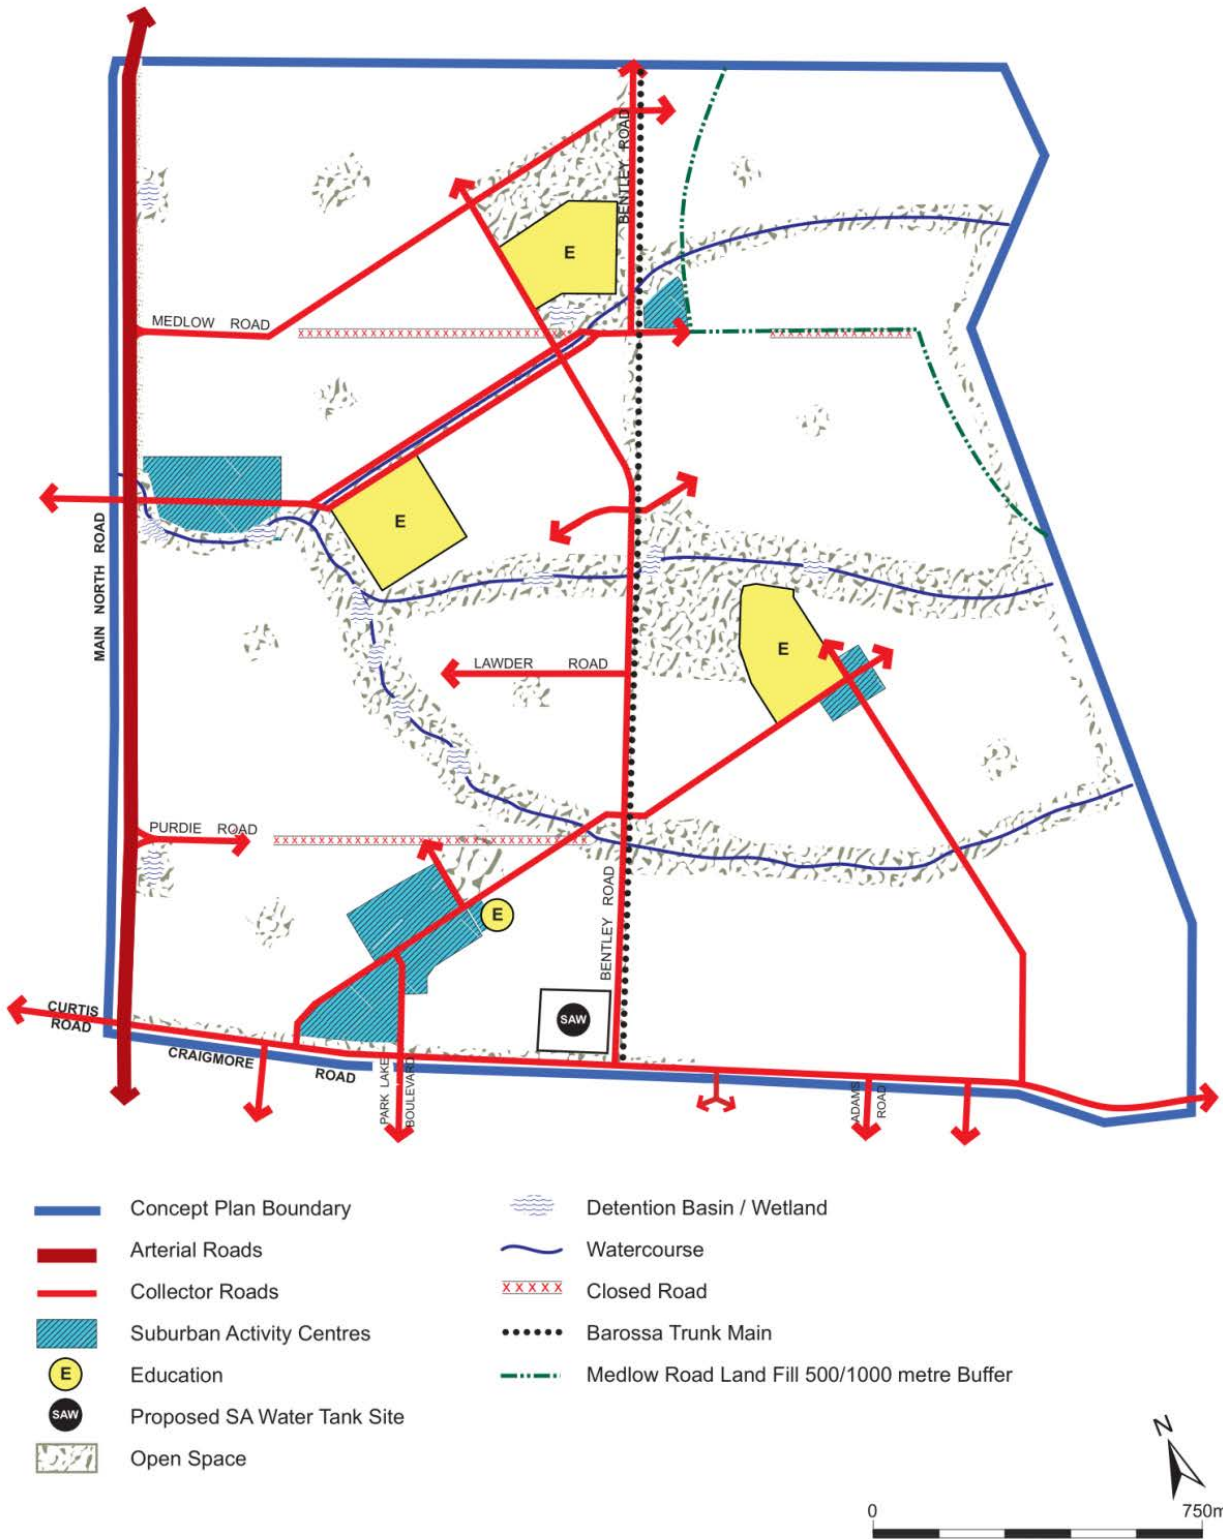 BENTLEY ROAD
E
MEDLOW ROAD
E
MAIN NORTH ROAD
E
LAWDER ROAD
PURDIE ROAD
BENTLEY ROAD
E
SAW
CURTIS
ROAD
CRAIGMORE ROAD
PARK LAKE
BOULEVARD
ADAMS
ROAD
Concept Plan Boundary
Arterial Roads
Collector Roads
Suburban Activity Centres
E Education
SAW Proposed SA Water Tank Site
Open Space
Detention Basin / Wetland
Watercourse
XXXXX Closed Road
Barossa Trunk Main
Medlow Road Land Fill 500/1000 metre Buffer
N
0 750m